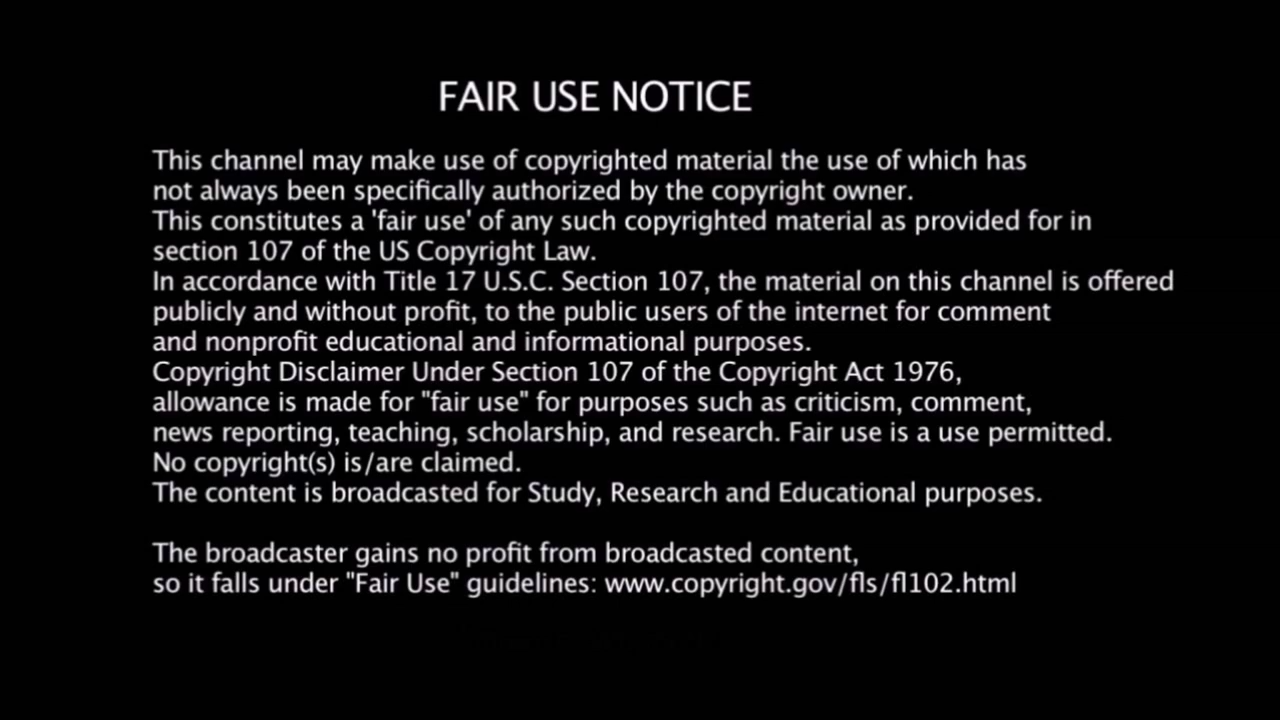 FAIR USE NOTICE
This channel may make use of copyrighted material the use of which has
not always been specifically authorized by the copyright owner.
This constitutes a 'fair use' of any such copyrighted material as provided for in
section 107 of the US Copyright Law.
In accordance with Title 17 U.S.C. Section 107, the material on this channel is offered
publicly and without profit, to the public users of the internet for comment
and nonprofit educational and informational purposes.
Copyright Disclaimer Under Section 107 of the Copyright Act 1976,
allowance is made for "fair use" for purposes such as criticism, comment,
news reporting, teaching, scholarship, and research. Fair use is a use permitted.
No copyright(s) is/are claimed.
The content is broadcasted for Study, Research and Educational purposes.
The broadcaster gains no profit from broadcasted content,
so it falls under "Fair Use" guidelines: www.copyright.gov/fls/fl102.html